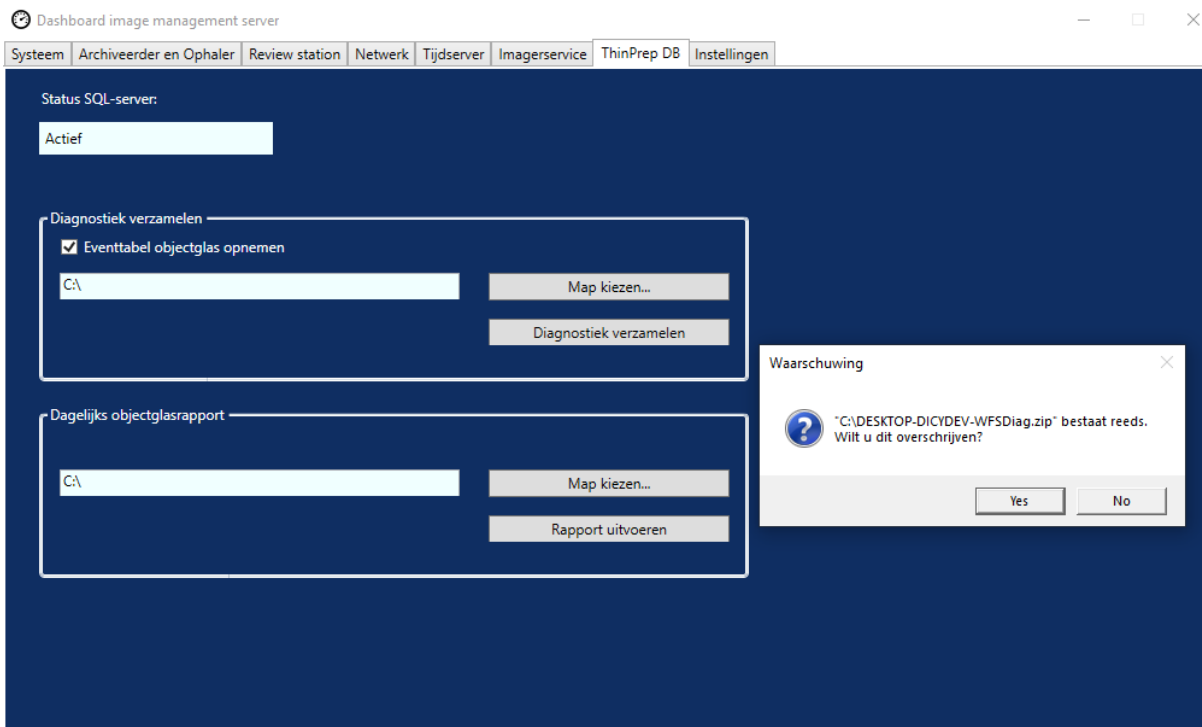 Dashboard image management server
Systeem Archiveerder en Ophaler Review station Netwerk Tijdserver Imagerservice ThinPrep DB Instellingen
Status SQL-server:
Actief
Diagnostiek verzamelen
Eventtabel objectglas opnemen
C:\ Map kiezen...
Diagnostiek verzamelen
Waarschuwing
"C:\DESKTOP-DICYDEV-WFSDiag.zip" bestaat reeds.
Wilt u dit overschrijven?
Yes No
Dagelijks objectglasrapport
C:\ Map kiezen...
Rapport uitvoeren